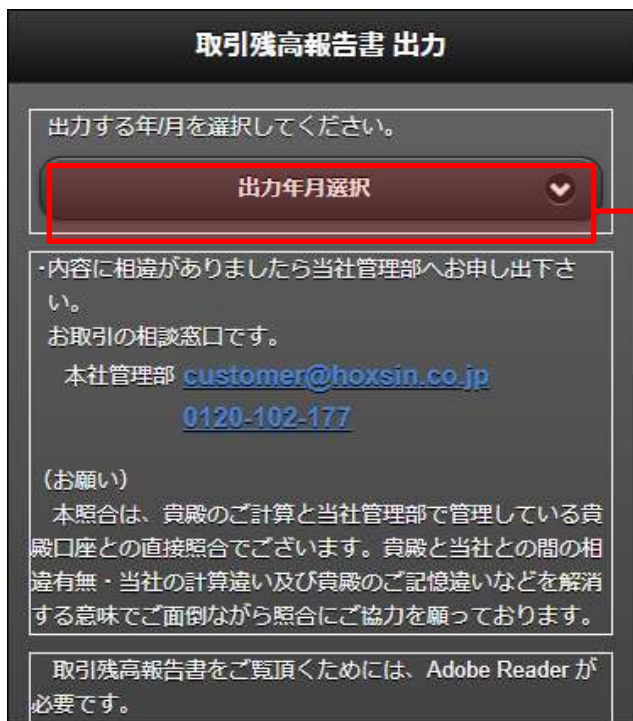 取引残高報告書 出力
出力する年/月を選択してください。
出力年月選択
・内容に相違がありましたら当社管理部へお申し出下さ
い。
お取引の相談窓口です。
本社管理部 customer@hoxsin.co.jp
0120-102-177
（お願い）
本照合は、貴殿のご計算と当社管理部で管理している貴
殿口座との直接照合でございます。貴殿と当社との間の相
違有無・当社の計算違い及び貴殿のご記憶違いなどを解消
する意味でご面倒ながら照合にご協力を願っております。
取引残高報告書をご覧頂くためには、Adobe Reader が
必要です。